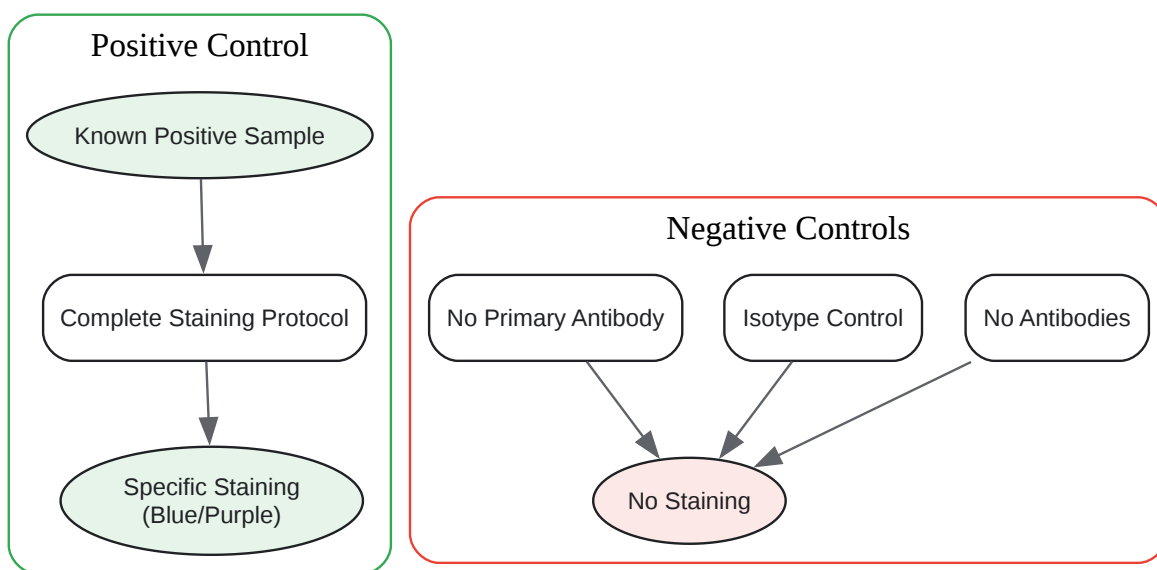 Positive Control
Known Positive Sample
Complete Staining Protocol
Specific Staining
(Blue/Purple)
Negative Controls
No Primary Antibody
Isotype Control
No Antibodies
No Staining